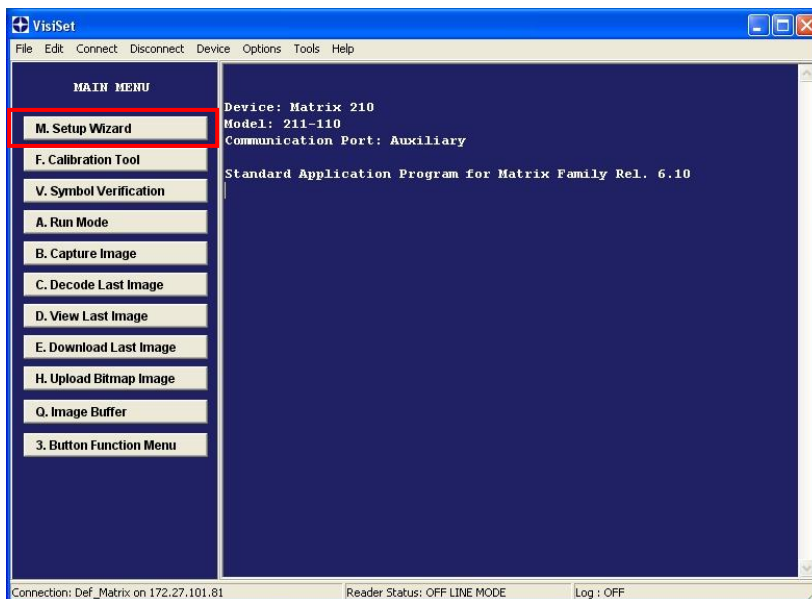 VisiSet
File Edit Connect Disconnect Device Options Tools Help
MAIN MENU
M. Setup Wizard
F. Calibration Tool
V. Symbol Verification
A. Run Mode
B. Capture Image
C. Decode Last Image
D. View Last Image
E. Download Last Image
H. Upload Bitmap Image
Q. Image Buffer
3. Button Function Menu
Device: Matrix 210
Model: 211-110
Communication Port: Auxiliary
Standard Application Program for Matrix Family Rel. 6.10
Connection: Def_Matrix on 172.27.101.81 Reader Status: OFF LINE MODE Log : OFF